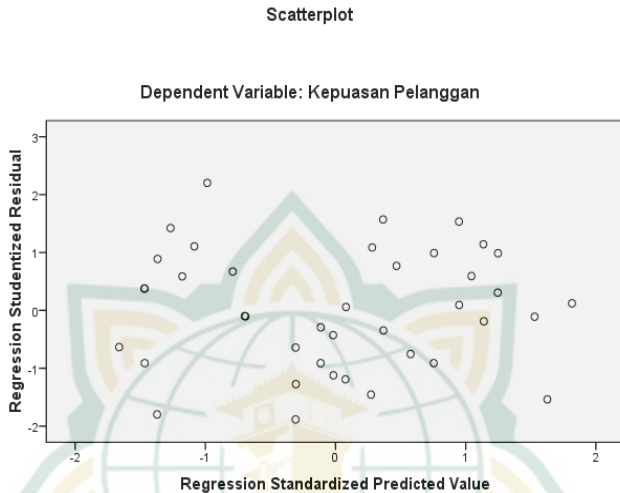 Scatterplot
Dependent Variable: Kepuasan Pelanggan
Regression Studentized Residual
3
2
1
0
-1
-2
-2 -1 0 1 2
Regression Standardized Predicted Value